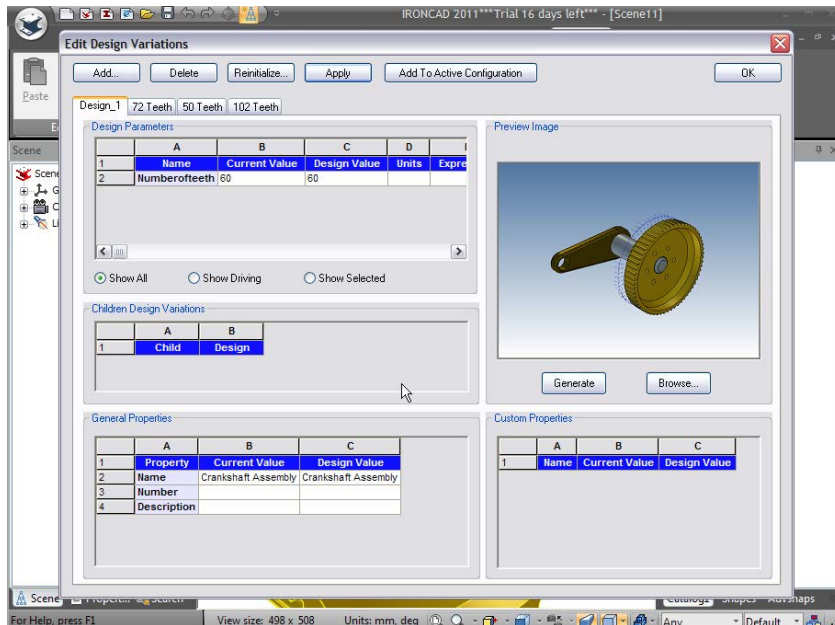 IRONCAD 2011***Trial 16 days left*** - [Scene11]
Edit Design Variations
Add... Delete Reinitialize... Apply Add To Active Configuration OK
Paste
Design_1 72 Teeth 50 Teeth 102 Teeth
Design Parameters
A B C D
1 Name Current Value Design Value Units Expre
2 Numberofteeth 60 60
Show All Show Driving Show Selected
Children Design Variations
A B
1 Child Design
General Properties
A B C
1 Property Current Value Design Value
2 Name Crankshaft Assembly Crankshaft Assembly
3 Number
4 Description
Preview Image
Generate Browse...
Custom Properties
A B C
1 Name Current Value Design Value
Scene
Scene
G
C
Li
Scene Search
For Help, press F1 View size: 498 x 508 Units: mm, deg Any Default